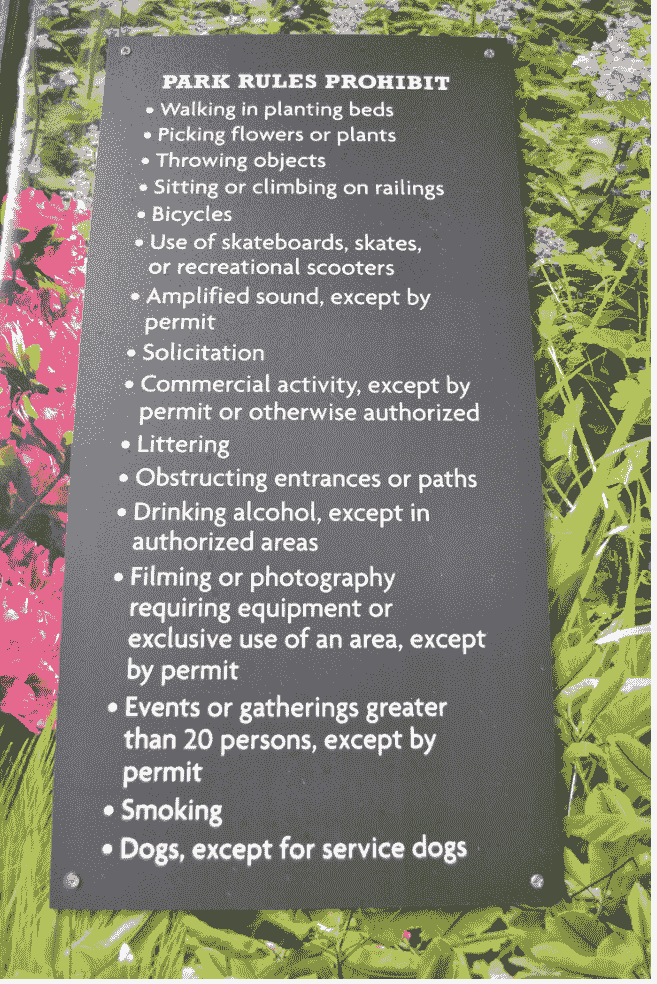 PARK RULES PROHIBIT
• Walking in planting beds
• Picking flowers or plants
• Throwing objects
• Sitting or climbing on railings
• Bicycles
• Use of skateboards, skates,
or recreational scooters
• Amplified sound, except by
permit
• Solicitation
• Commercial activity, except by
permit or otherwise authorized
• Littering
• Obstructing entrances or paths
• Drinking alcohol, except in
authorized areas
• Filming or photography
requiring equipment or
exclusive use of an area, except
by permit
• Events or gatherings greater
than 20 persons, except by
permit
• Smoking
• Dogs, except for service dogs